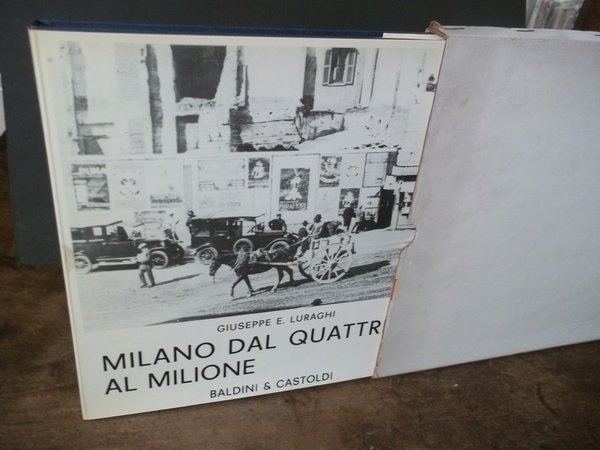 GIUSEPPE E. LURAGHI
MILANO DAL QUATTR
AL MILIONE
BALDINI & CASTOLDI